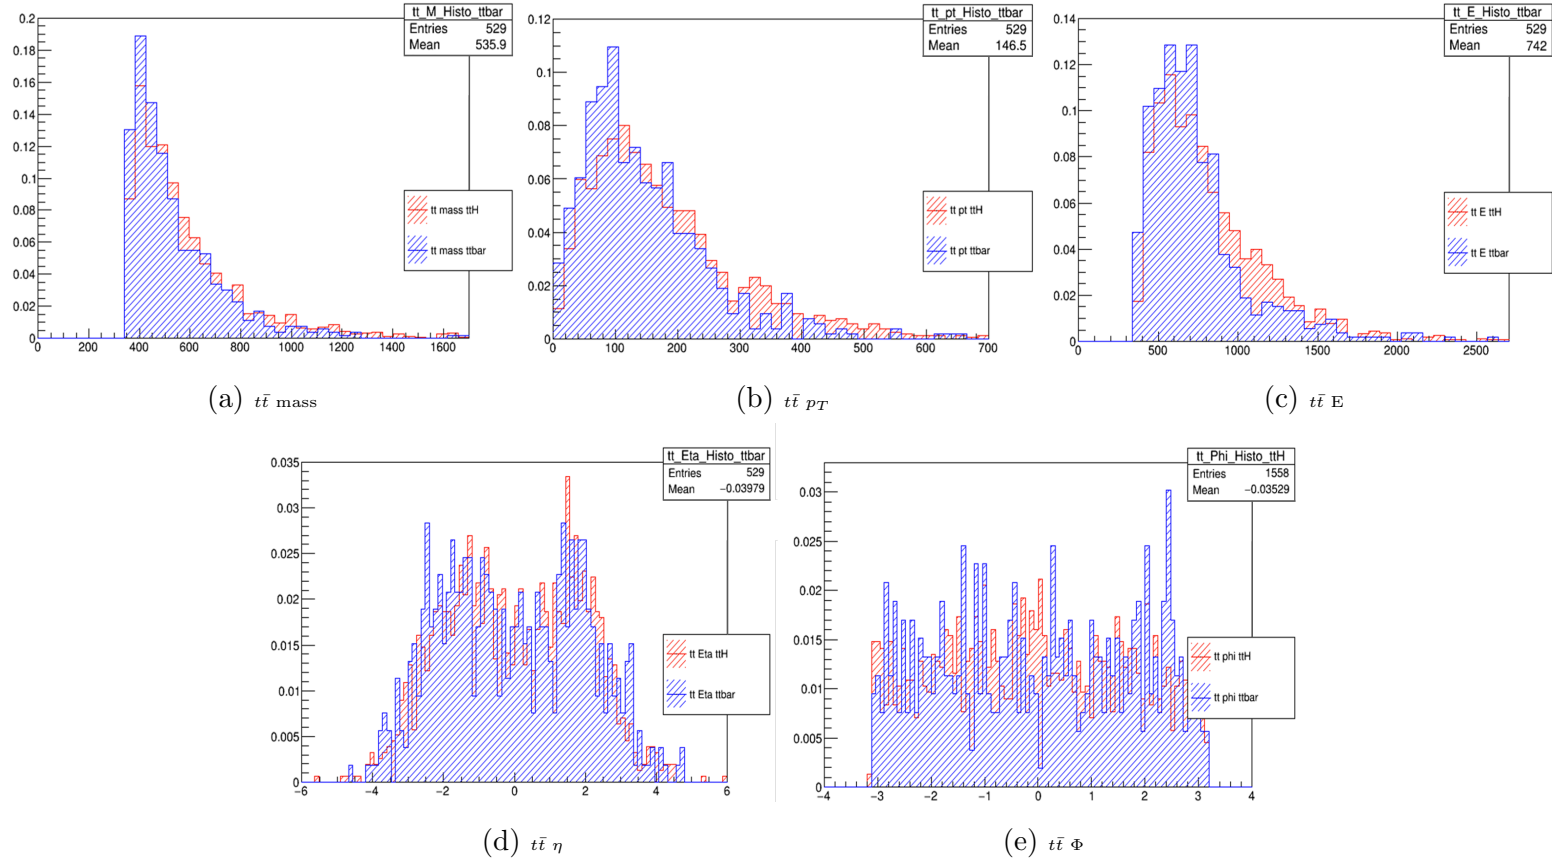 tt_M_Histo_ttbar
Entries 529
Mean 535.9
0.2
0.18
0.16
0.14
0.12
0.1
0.08
0.06
0.04
0.02
0
0 200 400 600 800 1000 1200 1400 1600
tt mass ttH
tt mass ttbar
(a) tt̄ mass
tt_pt_Histo_ttbar
Entries 529
Mean 146.5
0.12
0.1
0.08
0.06
0.04
0.02
0
0 100 200 300 400 500 600 700
tt pt ttH
tt pt ttbar
(b) tt̄ p_T
tt_E_Histo_ttbar
Entries 529
Mean 742
0.14
0.12
0.1
0.08
0.06
0.04
0.02
0
0 500 1000 1500 2000 2500
tt E ttH
tt E ttbar
(c) tt̄ E
tt_Eta_Histo_ttbar
Entries 529
Mean −0.03979
0.035
0.03
0.025
0.02
0.015
0.01
0.005
0
−6 −4 −2 0 2 4 6
tt Eta ttH
tt Eta ttbar
(d) tt̄ η
tt_Phi_Histo_ttH
Entries 1558
Mean −0.03529
0.03
0.025
0.02
0.015
0.01
0.005
0
−4 −3 −2 −1 0 1 2 3 4
tt phi ttH
tt phi ttbar
(e) tt̄ Φ